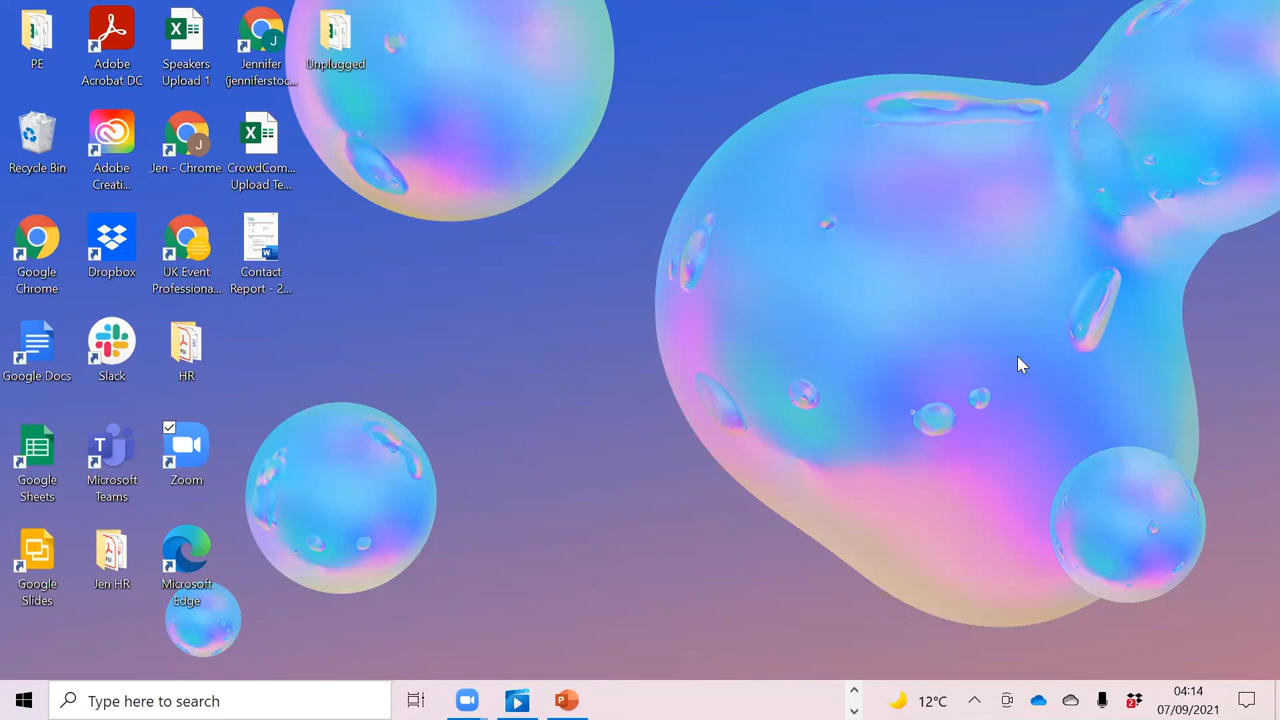 PE
Adobe
Acrobat DC
Speakers
Upload 1
Jennifer
(jenniferstoc...
Unplugged
Recycle Bin
Adobe
Creati...
Jen - Chrome
CrowdCom...
Upload Te...
Google
Chrome
Dropbox
UK Event
Professiona...
Contact
Report - 2...
Google Docs
Slack
HR
Google
Sheets
Microsoft
Teams
Zoom
Google
Slides
Jen HR
Microsoft
Edge
Type here to search
12°C
04:14
07/09/2021